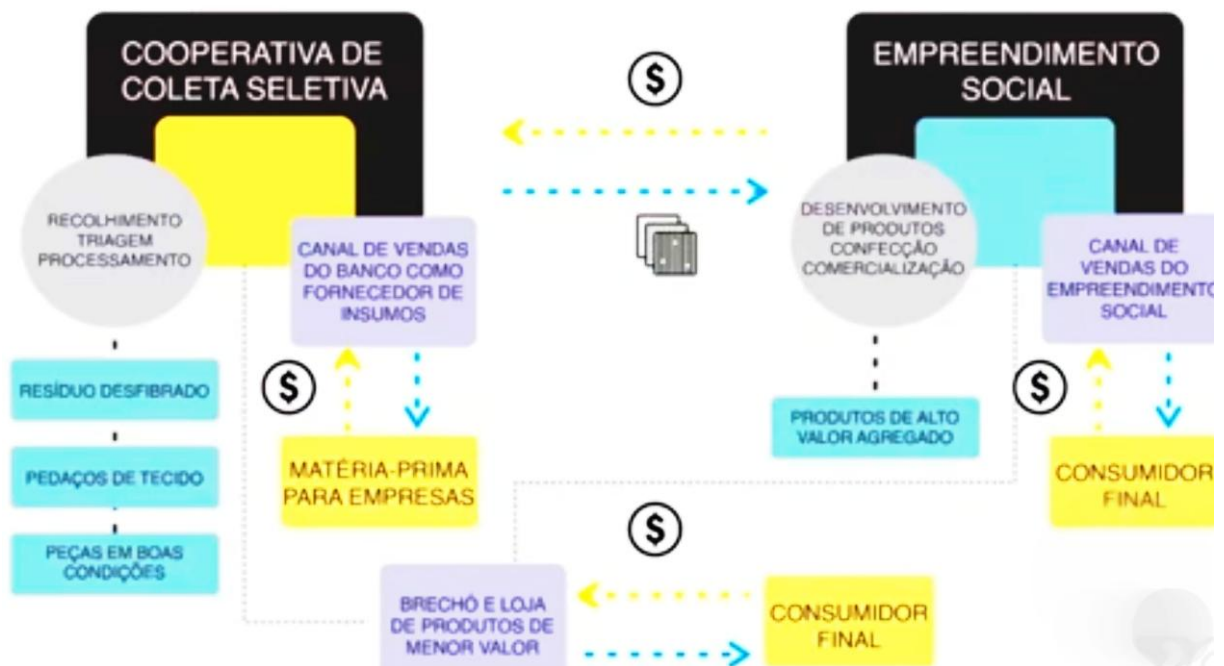 COOPERATIVA DE
COLETA SELETIVA
$
EMPREENDIMENTO
SOCIAL
RECOLHIMENTO
TRIAGEM
PROCESSAMENTO
CANAL DE VENDAS
DO BANCO COMO
FORNECEDOR DE
INSUMOS
DESENVOLVIMENTO
DE PRODUTOS
CONFECÇÃO
COMERCIALIZAÇÃO
CANAL DE
VENDAS DO
EMPREENDIMENTO
SOCIAL
RESÍDUO DESFIBRADO
$
$
PEDAÇOS DE TECIDO
MATÉRIA-PRIMA
PARA EMPRESAS
PRODUTOS DE ALTO
VALOR AGREGADO
CONSUMIDOR
FINAL
PEÇAS EM BOAS
CONDIÇÕES
$
BRECHÓ E LOJA
DE PRODUTOS DE
MENOR VALOR
CONSUMIDOR
FINAL